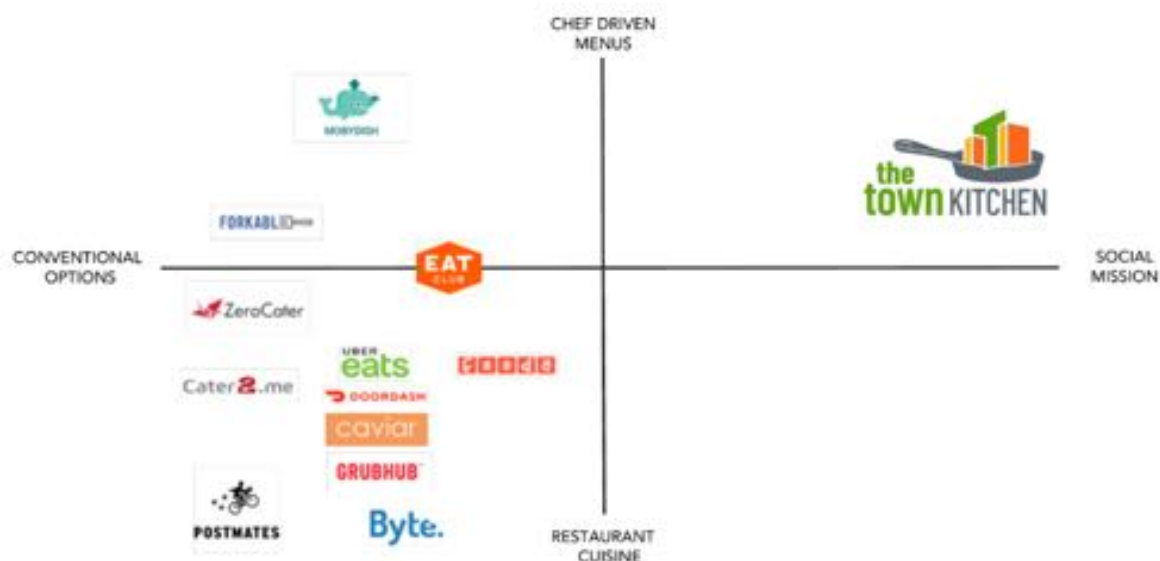 CHEF DRIVEN
MENUS
MOBYDISH
the
town KITCHEN
FORKABL
CONVENTIONAL
OPTIONS
EAT
CLUB
SOCIAL
MISSION
ZeroCater
UBER
eats
Cater2.me
DOORDASH
caviar
GRUBHUB
POSTMATES
Byte.
RESTAURANT
CUISINE